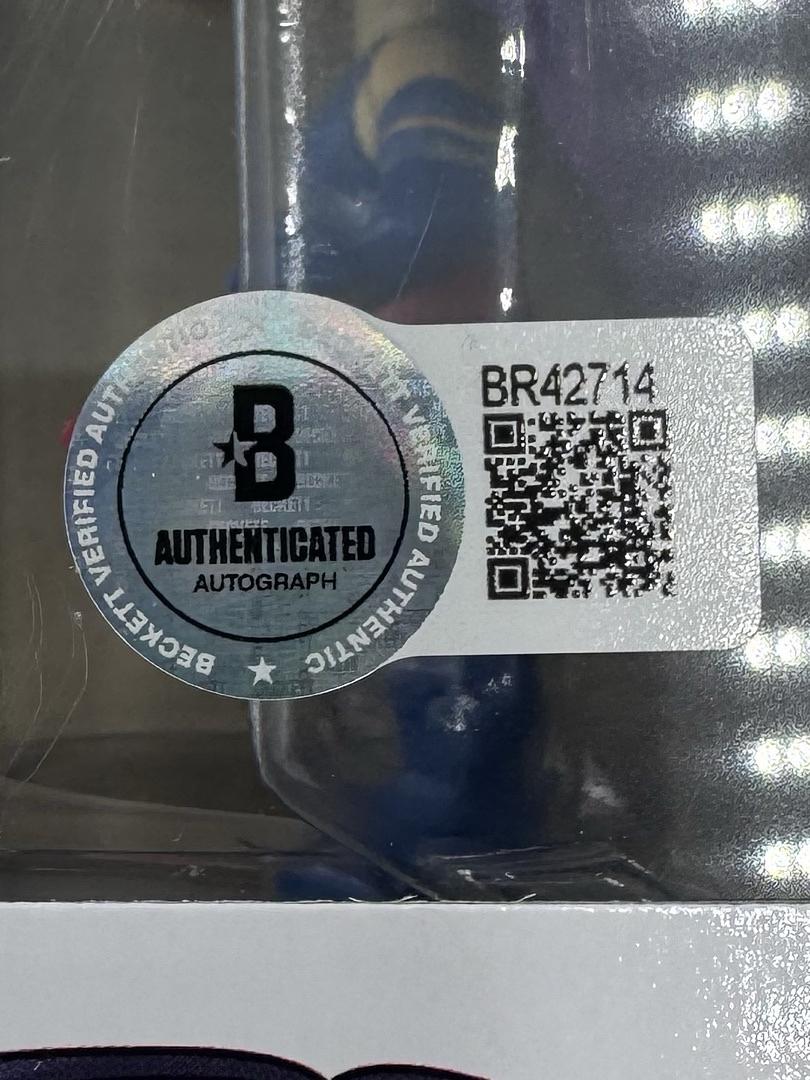 BECKETT VERIFIED AUTHENTIC
BECKETT VERIFIED AUTHENTIC
B
AUTHENTICATED
AUTOGRAPH
BR42714